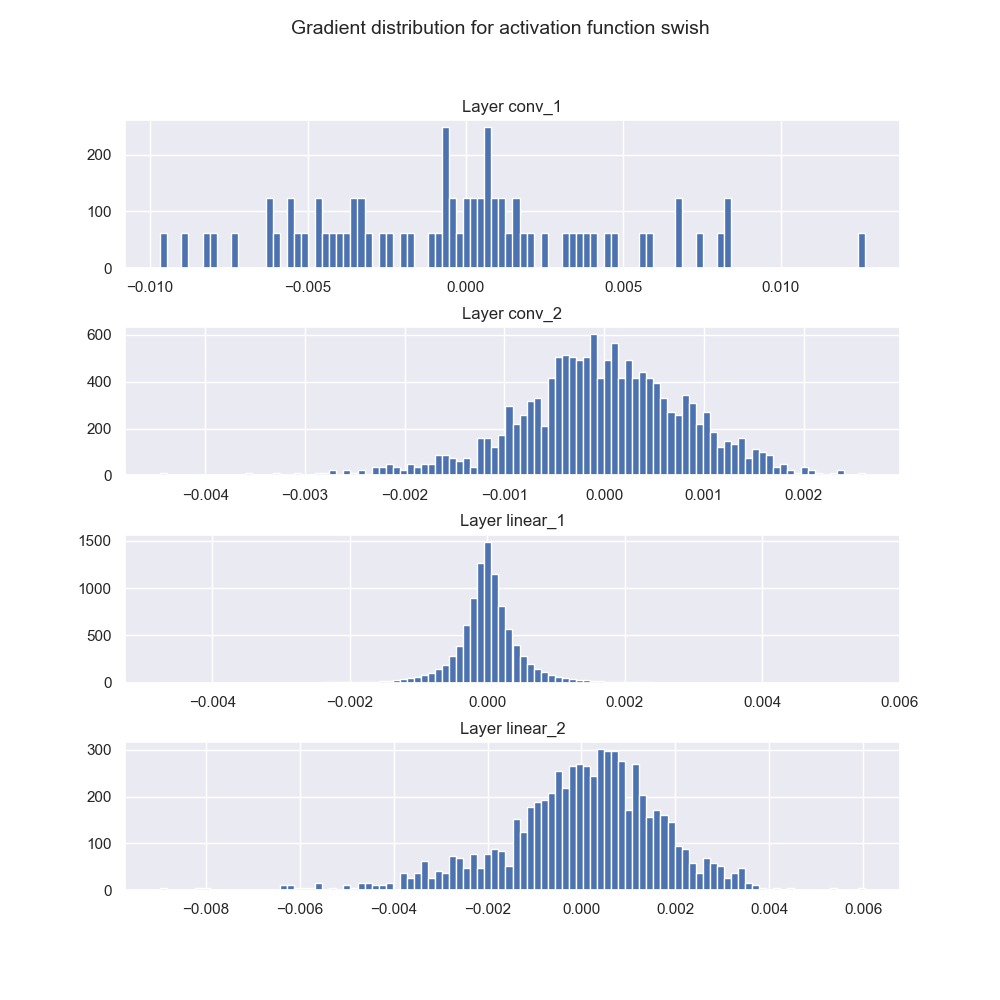 Gradient distribution for activation function swish
Layer conv_1
200
100
0
−0.010 −0.005 0.000 0.005 0.010
Layer conv_2
600
400
200
0
−0.004 −0.003 −0.002 −0.001 0.000 0.001 0.002
Layer linear_1
1500
1000
500
0
−0.004 −0.002 0.000 0.002 0.004 0.006
Layer linear_2
300
200
100
0
−0.008 −0.006 −0.004 −0.002 0.000 0.002 0.004 0.006